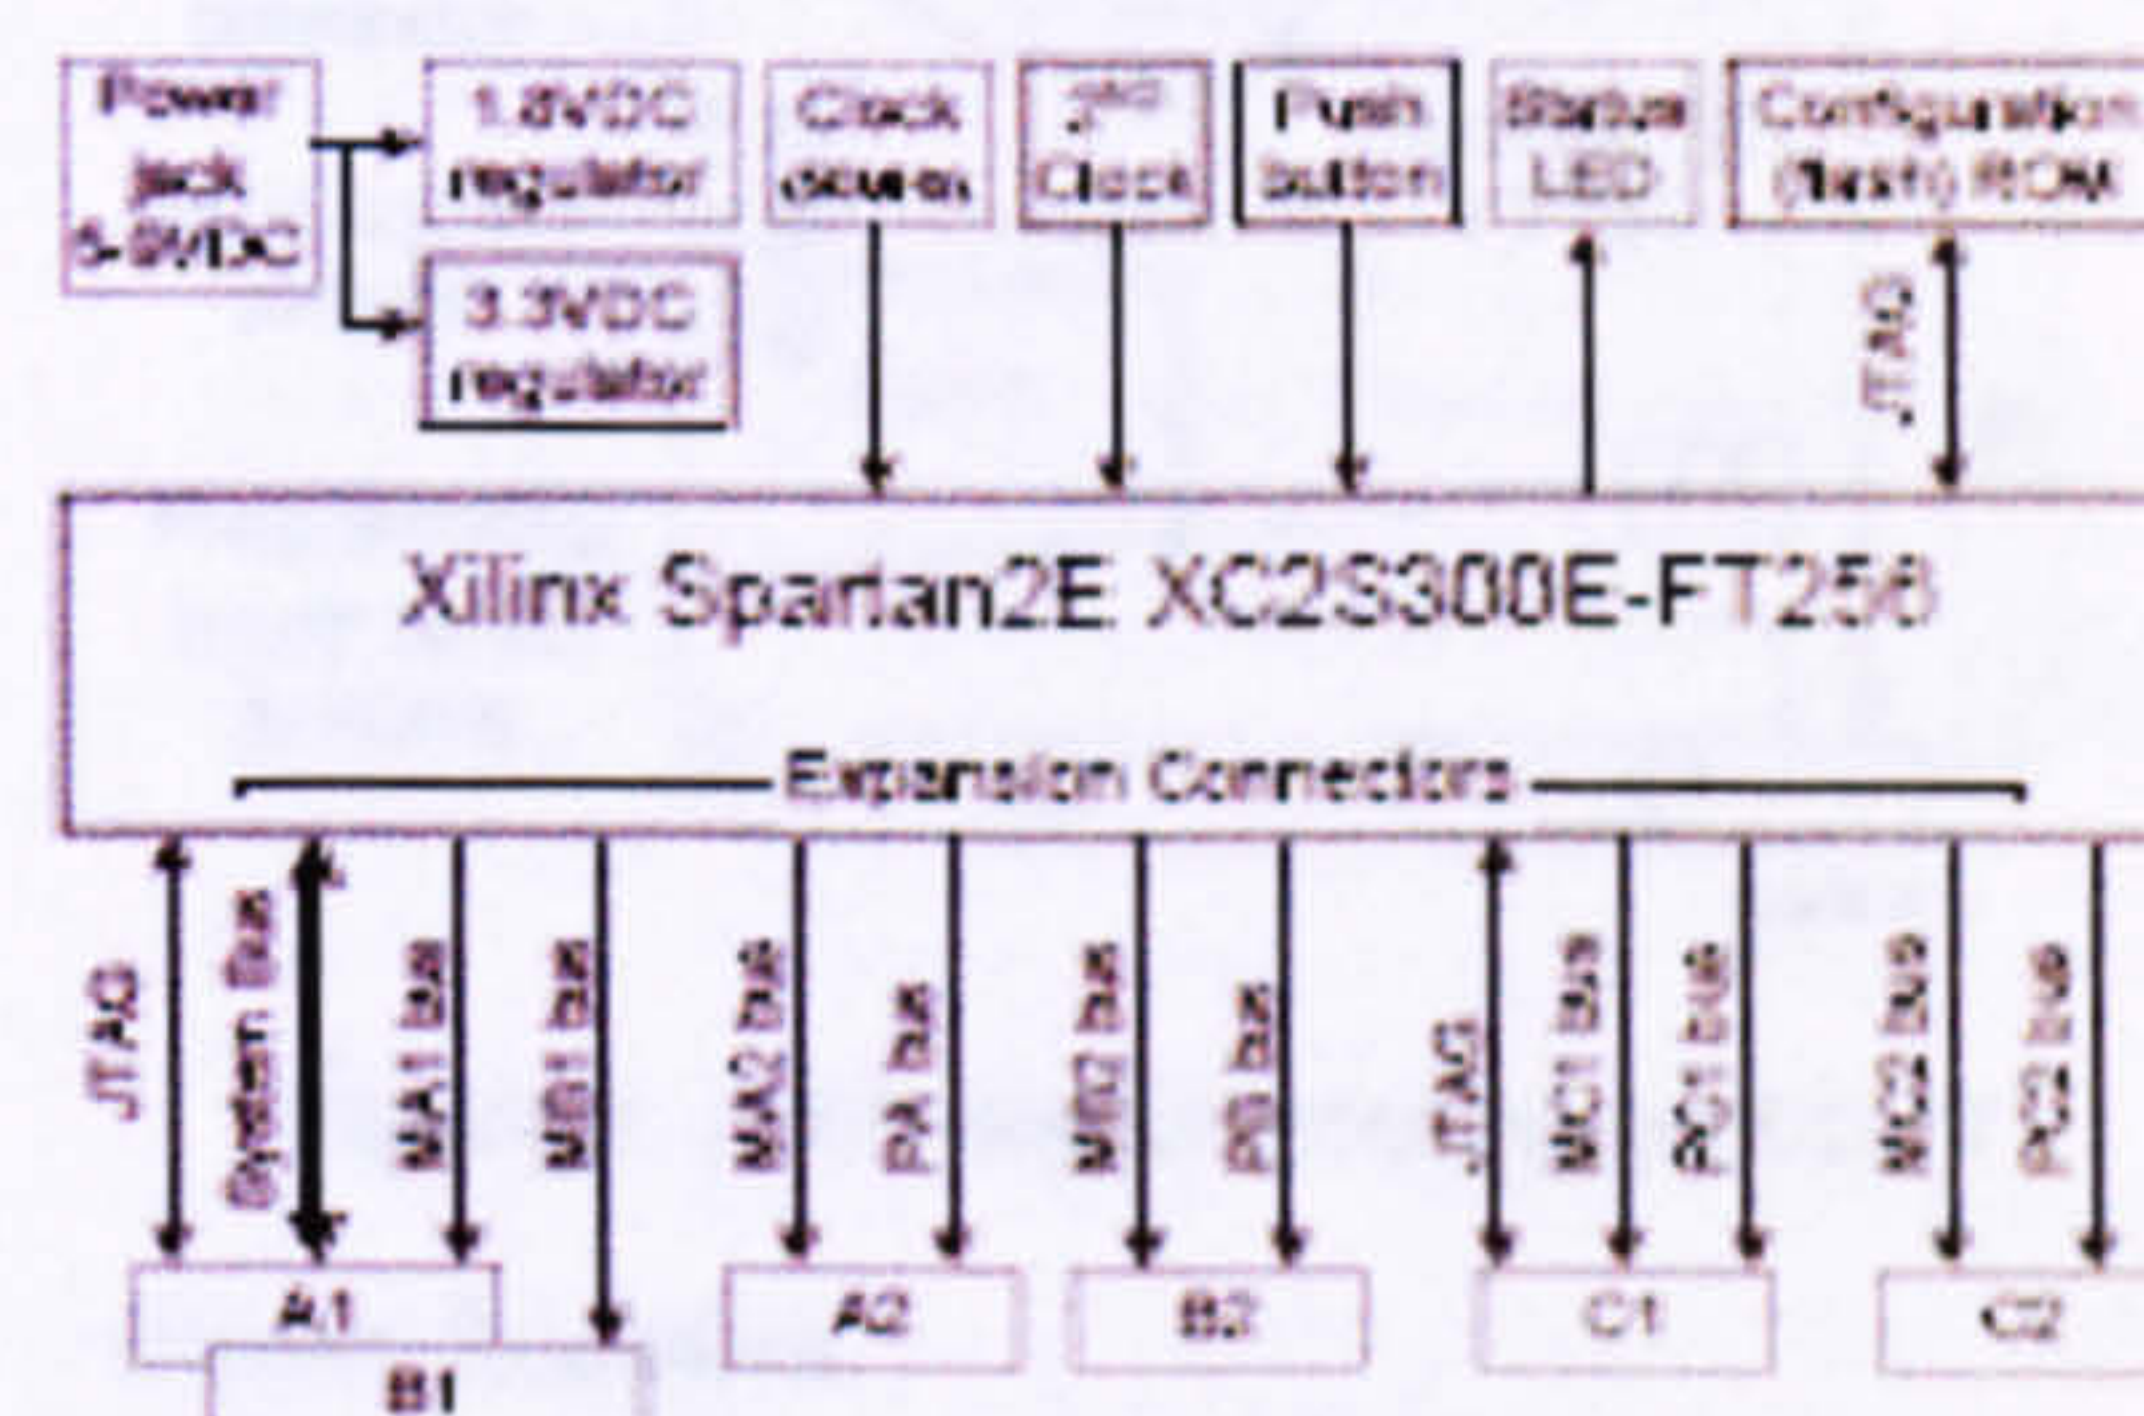 Power
jack
5-9VDC
1.8VDC
regulator
3.3VDC
regulator
Clock
(50MHz)
2ND
Clock
Push
button
Status
LED
Configuration
(flash) ROM
JTAG
Xilinx Spartan2E XC2S300E-FT256
Expansion Connectors
JTAG
System Bus
MA1 bus
MB1 bus
MA2 bus
PA bus
MB2 bus
PB bus
JTAG
MC1 bus
PC1 bus
MC2 bus
PC2 bus
A1
B1
A2
B2
C1
C2